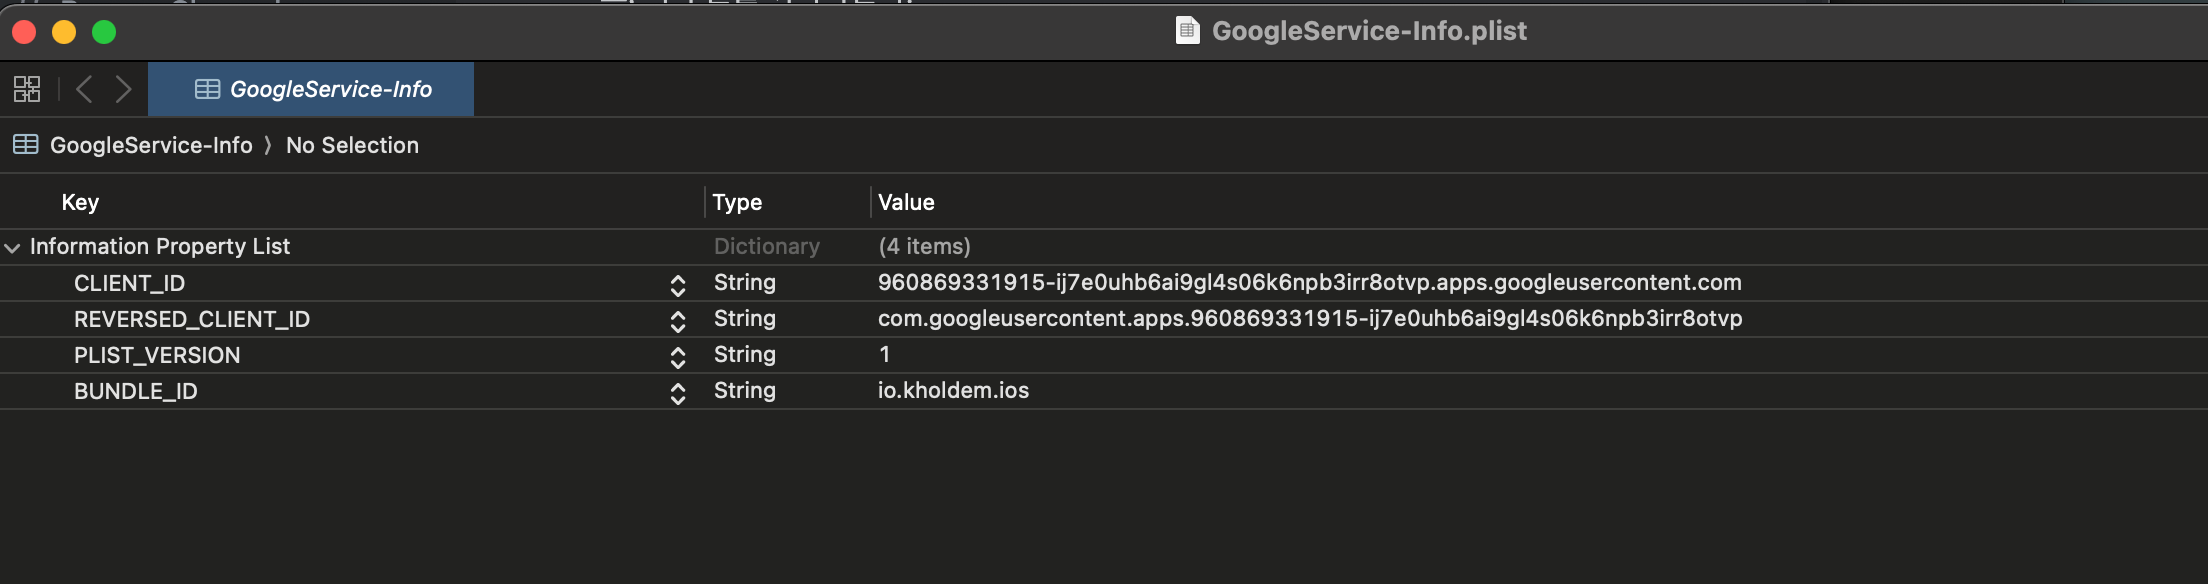 GoogleService-Info.plist
GoogleService-Info
GoogleService-Info 〉 No Selection
Key Type Value
Information Property List Dictionary (4 items)
CLIENT_ID String 960869331915-ij7e0uhb6ai9gl4s06k6npb3irr8otvp.apps.googleusercontent.com
REVERSED_CLIENT_ID String com.googleusercontent.apps.960869331915-ij7e0uhb6ai9gl4s06k6npb3irr8otvp
PLIST_VERSION String 1
BUNDLE_ID String io.kholdem.ios